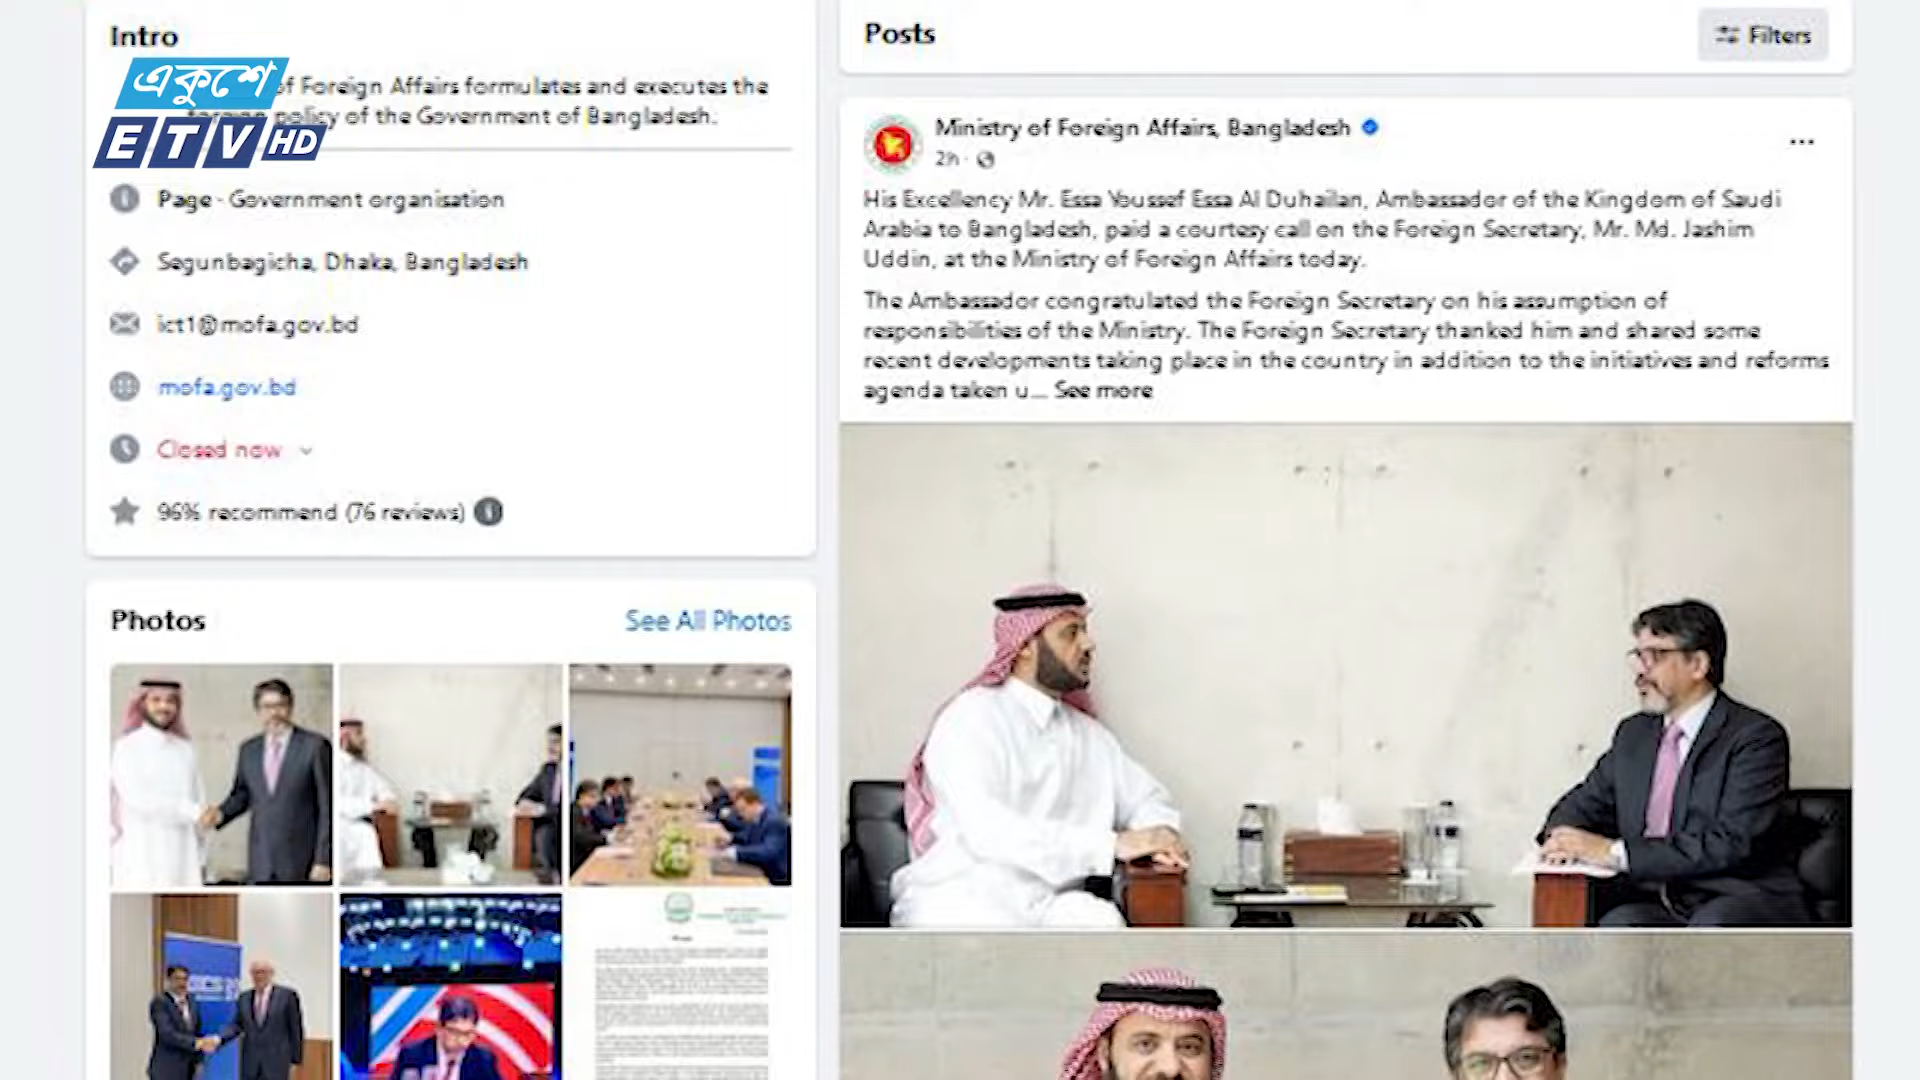 Intro
of Foreign Affairs formulates and executes the
foreign policy of the Government of Bangladesh.
একুশে
ETV HD
Page · Government organisation
Segunbagicha, Dhaka, Bangladesh
ict1@mofa.gov.bd
mofa.gov.bd
Closed now
96% recommend (76 reviews)
Photos
See All Photos
Posts
Filters
Ministry of Foreign Affairs, Bangladesh
2h ·
His Excellency Mr. Essa Youssef Essa Al Duhailan, Ambassador of the Kingdom of Saudi
Arabia to Bangladesh, paid a courtesy call on the Foreign Secretary, Mr. Md. Jashim
Uddin, at the Ministry of Foreign Affairs today.
The Ambassador congratulated the Foreign Secretary on his assumption of
responsibilities of the Ministry. The Foreign Secretary thanked him and shared some
recent developments taking place in the country in addition to the initiatives and reforms
agenda taken u... See more